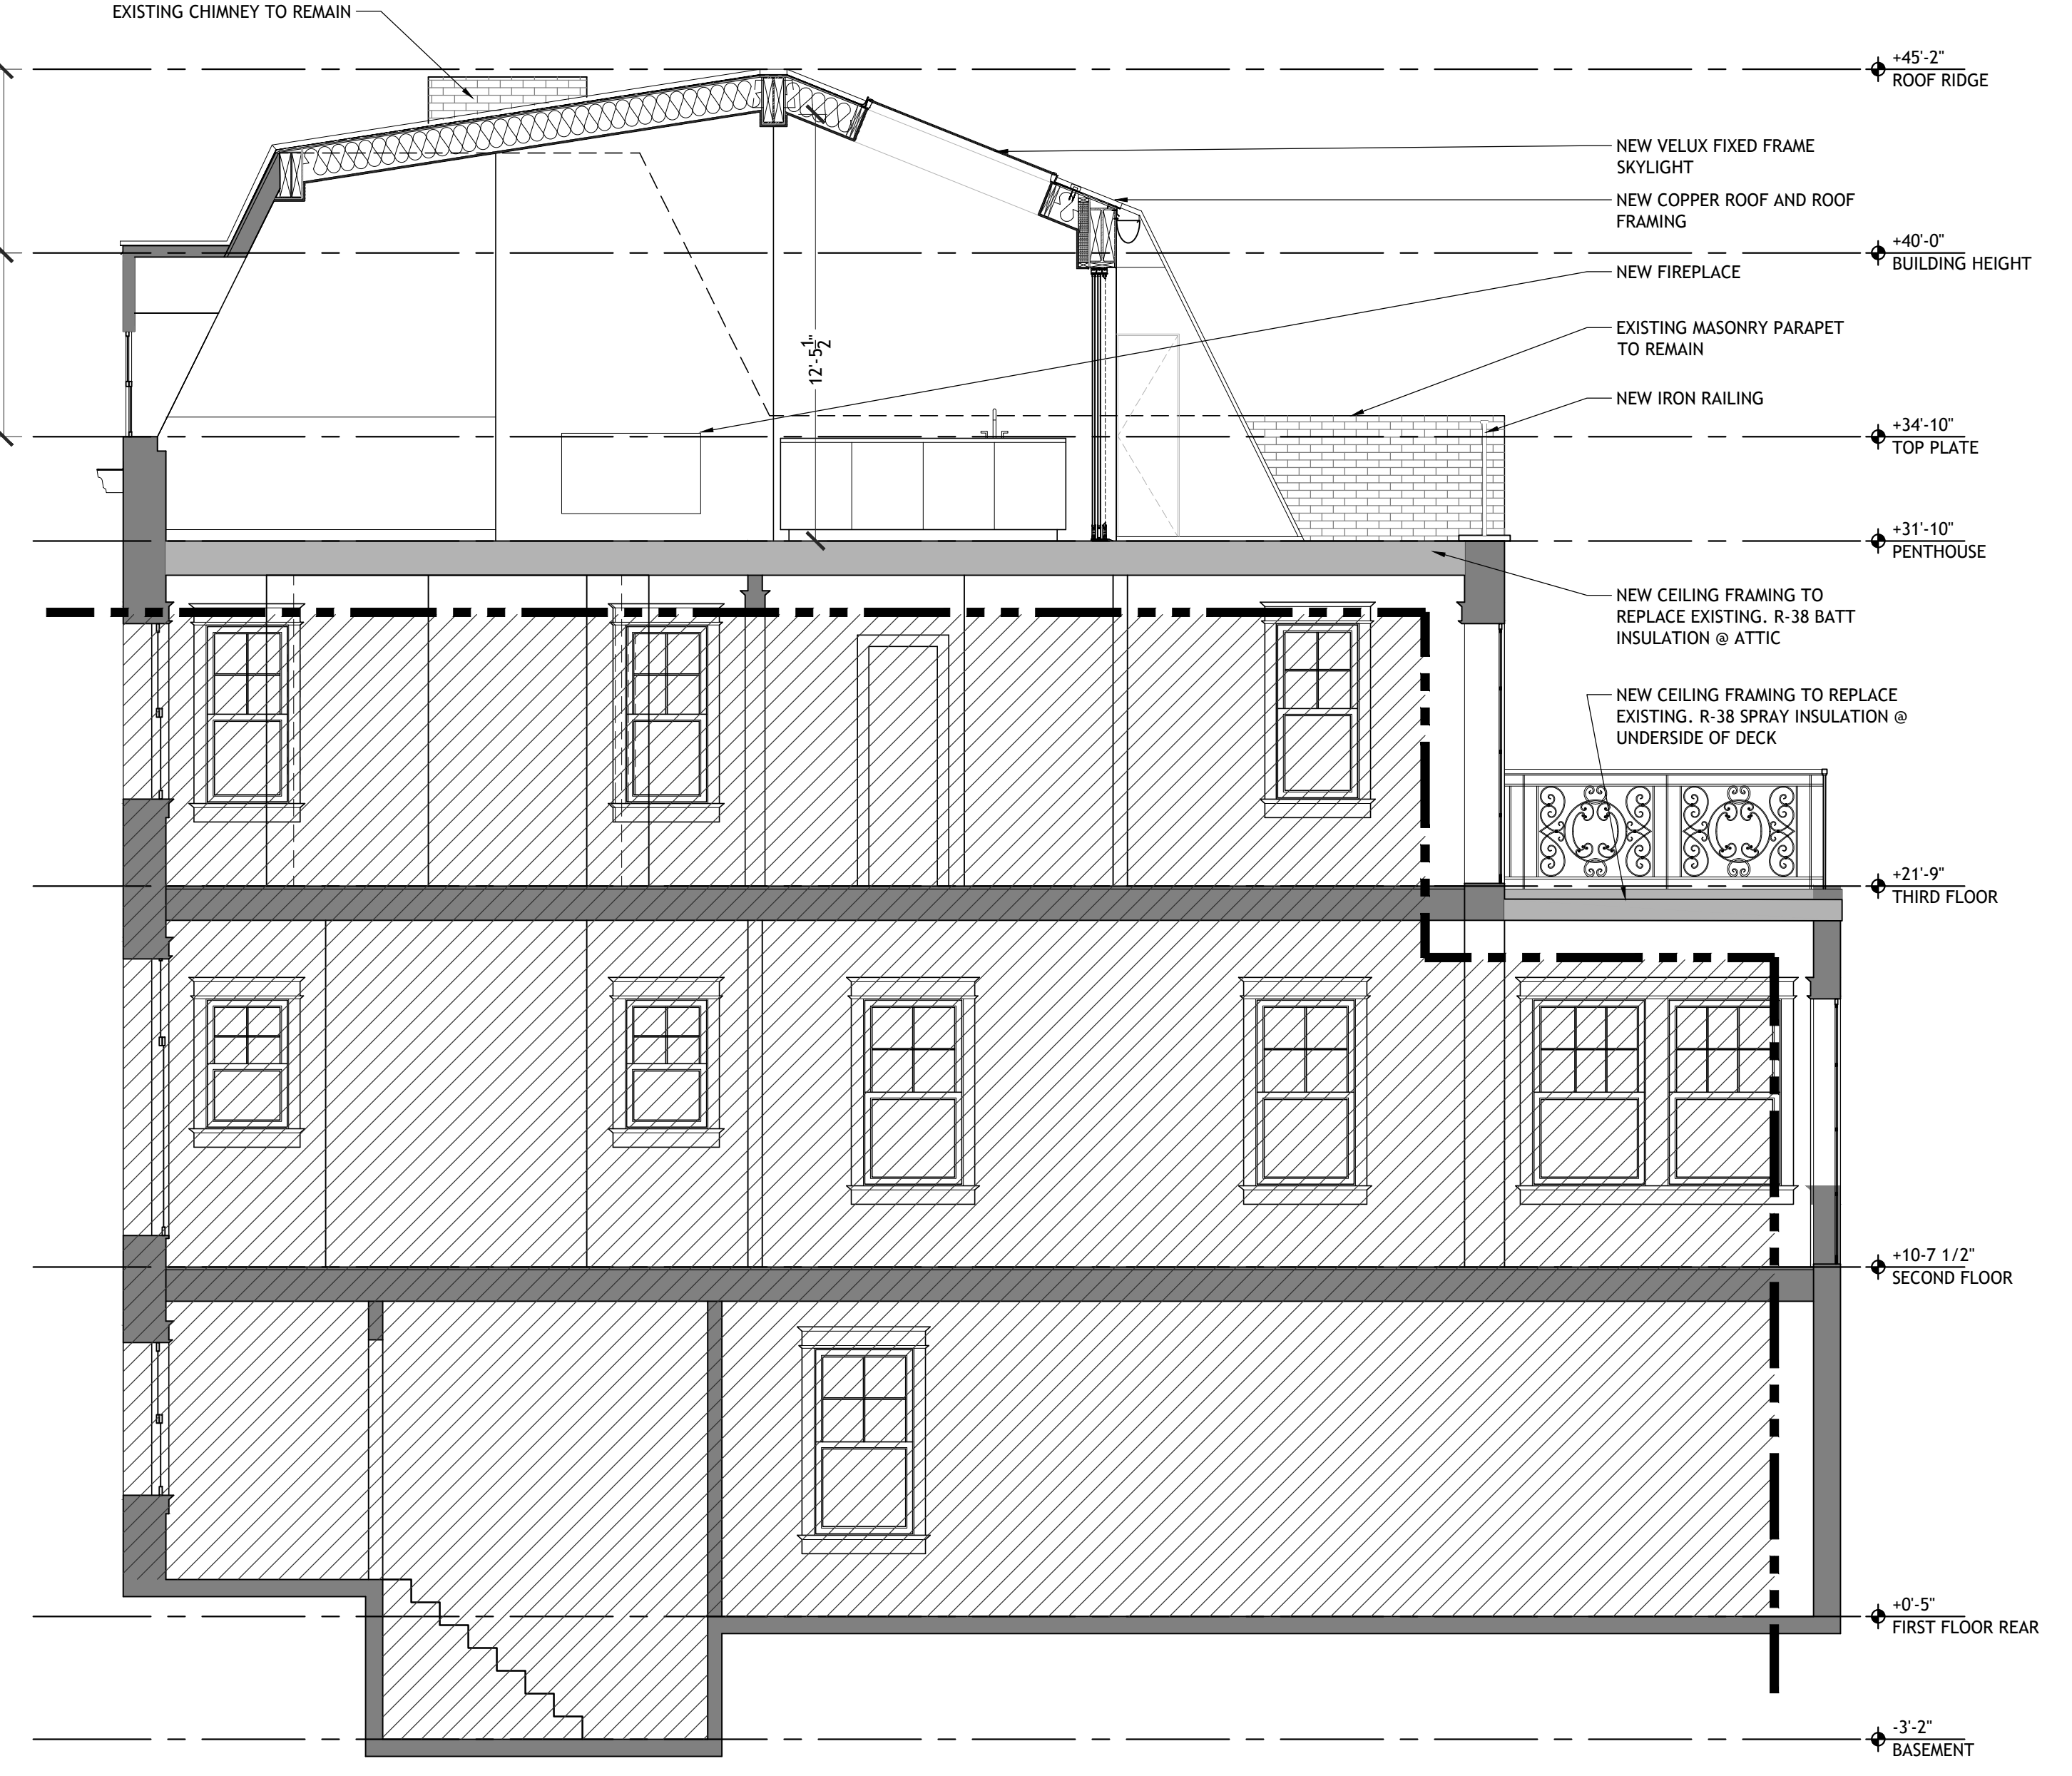 EXISTING CHIMNEY TO REMAIN
+45'-2"
ROOF RIDGE
NEW VELUX FIXED FRAME
SKYLIGHT
NEW COPPER ROOF AND ROOF
FRAMING
+40'-0"
BUILDING HEIGHT
NEW FIREPLACE
EXISTING MASONRY PARAPET
TO REMAIN
12'-5 1/2"
NEW IRON RAILING
+34'-10"
TOP PLATE
+31'-10"
PENTHOUSE
NEW CEILING FRAMING TO
REPLACE EXISTING. R-38 BATT
INSULATION @ ATTIC
NEW CEILING FRAMING TO REPLACE
EXISTING. R-38 SPRAY INSULATION @
UNDERSIDE OF DECK
+21'-9"
THIRD FLOOR
+10-7 1/2"
SECOND FLOOR
+0'-5"
FIRST FLOOR REAR
-3'-2"
BASEMENT